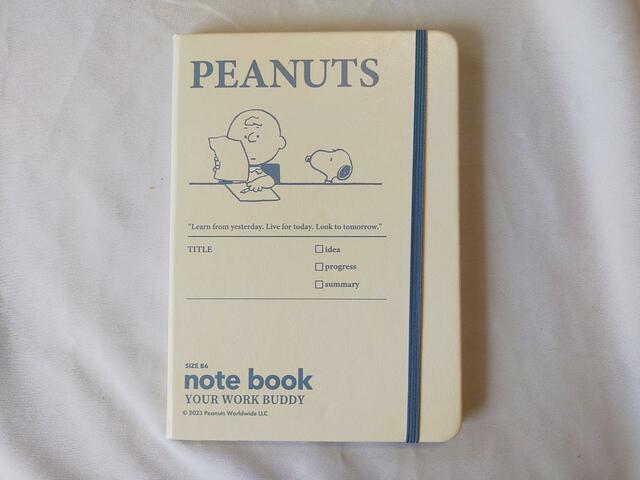 PEANUTS
"Learn from yesterday. Live for today. Look to tomorrow."
TITLE
idea
progress
summary
SIZE B6
note book
YOUR WORK BUDDY
© 2023 Peanuts Worldwide LLC